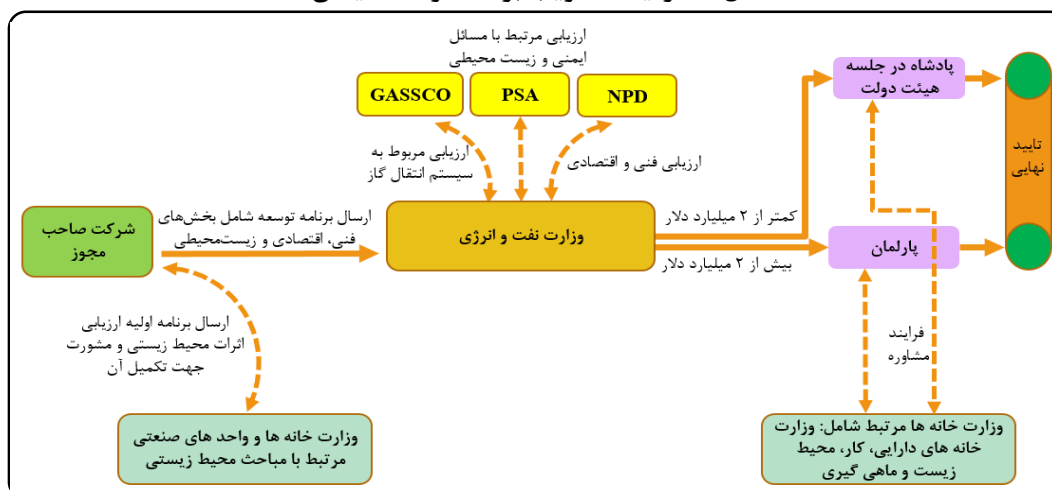 ارزیابی مرتبط با مسائل
ایمنی و زیست محیطی
GASSCO
PSA
NPD
ارزیابی مربوط به
سیستم انتقال گاز
ارزیابی فنی و اقتصادی
پادشاه در جلسه
هیئت دولت
تایید
نهایی
شرکت صاحب
مجوز
ارسال برنامه توسعه شامل بخش‌های
فنی، اقتصادی و زیست‌محیطی
وزارت نفت و انرژی
کمتر از ۲ میلیارد دلار
بیش از ۲ میلیارد دلار
پارلمان
ارسال برنامه اولیه ارزیابی
اثرات محیط زیستی و مشورت
جهت تکمیل آن
فرایند
مشاوره
وزارت خانه ها و واحد های صنعتی
مرتبط با مباحث محیط زیستی
وزارت خانه ها مرتبط شامل: وزارت
خانه های دارایی، کار، محیط
زیست و ماهی گیری